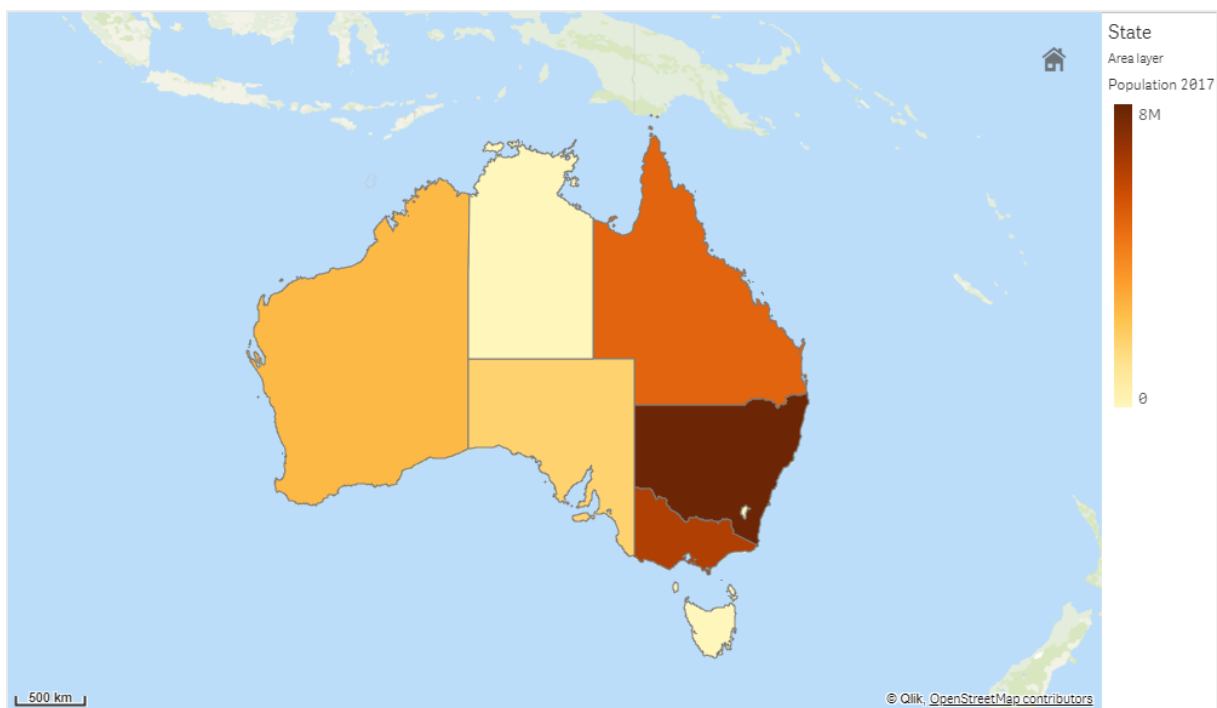 State
Area layer
Population 2017
8M
0
500 km
© Qlik, OpenStreetMap contributors